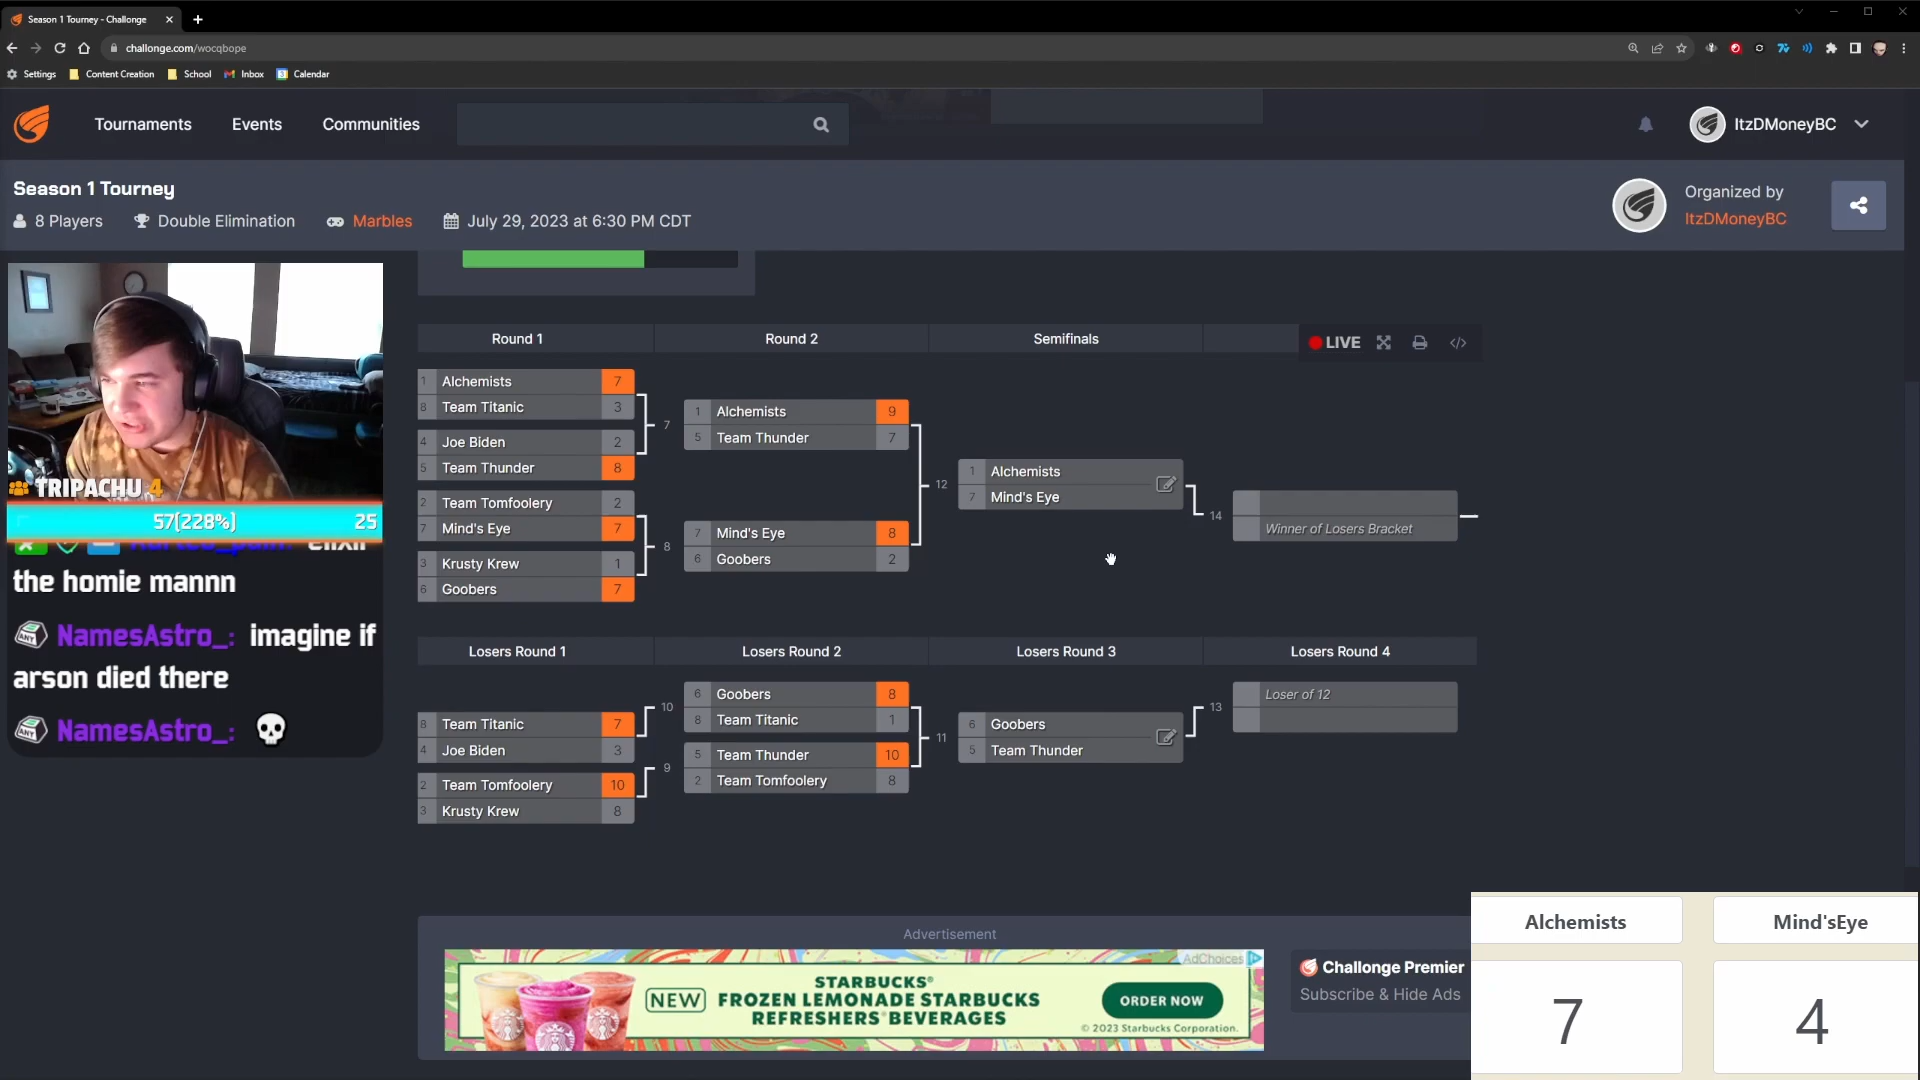 Season 1 Tourney - Challonge
challonge.com/wocqbope
Settings
Content Creation
School
Inbox
Calendar
Tournaments
Events
Communities
ItzDMoneyBC
Season 1 Tourney
8 Players
Double Elimination
Marbles
July 29, 2023 at 6:30 PM CDT
Organized by
ItzDMoneyBC
Round 1
Round 2
Semifinals
LIVE
1 Alchemists 7
8 Team Titanic 3
4 Joe Biden 2
5 Team Thunder 8
2 Team Tomfoolery 2
7 Mind's Eye 7
3 Krusty Krew 1
6 Goobers 7
7
8
1 Alchemists 9
5 Team Thunder 7
7 Mind's Eye 8
6 Goobers 2
12
1 Alchemists
7 Mind's Eye
14
Winner of Losers Bracket
Losers Round 1
Losers Round 2
Losers Round 3
Losers Round 4
8 Team Titanic 7
4 Joe Biden 3
2 Team Tomfoolery 10
3 Krusty Krew 8
10
9
6 Goobers 8
8 Team Titanic 1
5 Team Thunder 10
2 Team Tomfoolery 8
11
6 Goobers
5 Team Thunder
13
Loser of 12
TRIPACHU 4
57[228%] 25
the homie mannn
ANY NamesAstro_: imagine if
arson died there
ANY NamesAstro_:
Advertisement
AdChoices
NEW
STARBUCKS®
FROZEN LEMONADE STARBUCKS
REFRESHERS® BEVERAGES
ORDER NOW
© 2023 Starbucks Corporation.
Challonge Premier
Subscribe & Hide Ads
Alchemists
Mind'sEye
7
4